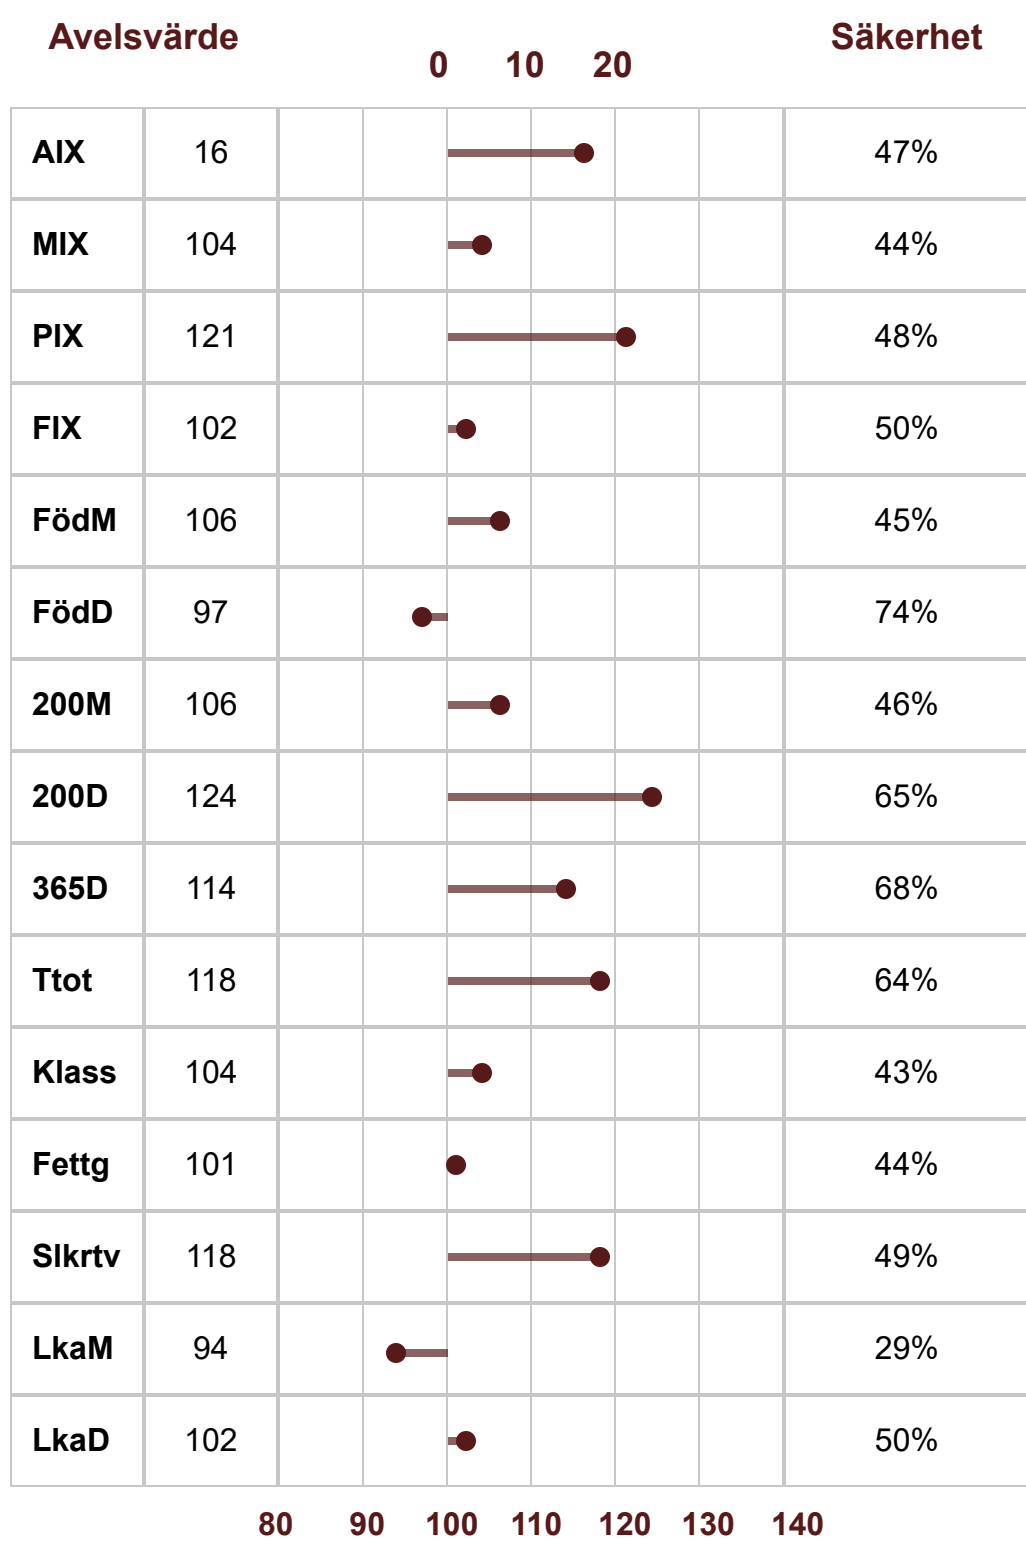 Avelsvärde Säkerhet
0 10 20
AIX 16 47%
MIX 104 44%
PIX 121 48%
FIX 102 50%
FödM 106 45%
FödD 97 74%
200M 106 46%
200D 124 65%
365D 114 68%
Ttot 118 64%
Klass 104 43%
Fettg 101 44%
Slkrtv 118 49%
LkaM 94 29%
LkaD 102 50%
80 90 100 110 120 130 140